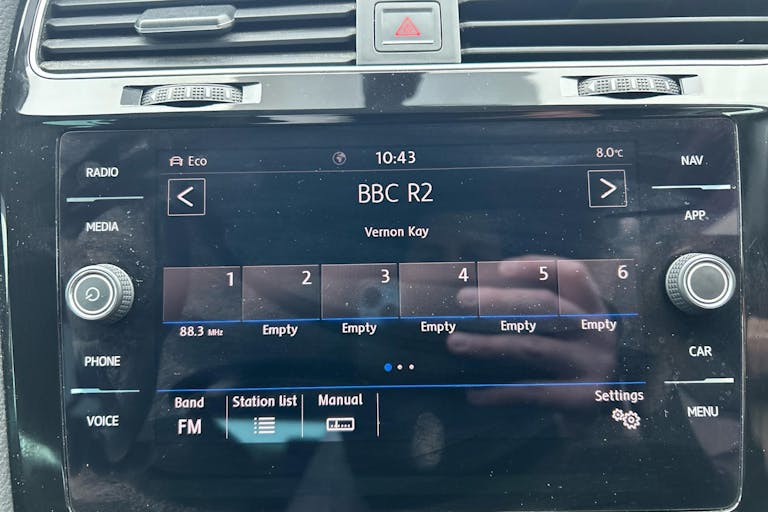 RADIO
MEDIA
PHONE
VOICE
Eco
10:43
8.0°C
BBC R2
Vernon Kay
1
2
3
4
5
6
88.3 MHz
Empty
Empty
Empty
Empty
Empty
Band
FM
Station list
Manual
Settings
NAV
APP
CAR
MENU